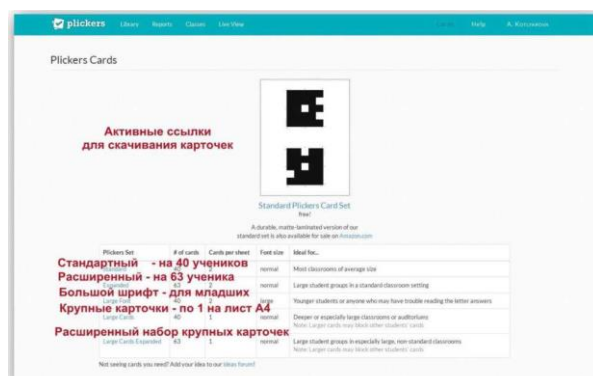 plickers Library Reports Classes Live View Cards Help
Plickers Cards
Активные ссылки
для скачивания карточек
Standard Plickers Card Set
free!
A durable, matte-laminated version of our
standard set is also available for sale on Amazon.com
Plickers Set # of cards Cards per sheet Font size Ideal for...
Стандартный - на 40 учеников
Standard 40 2 normal Most classrooms of average size
Расширенный - на 63 ученика
Expanded 63 2 normal Large student groups in a standard classroom setting
Большой шрифт - для младших
Large Font 40 2 large Younger students or anyone who may have trouble reading the letter answers
Крупные карточки - по 1 на лист А4
Large Cards 40 1 normal Deeper or especially large classrooms or auditoriums
Note: Larger cards may block other students' cards
Расширенный набор крупных карточек
Large Cards Expanded 63 1 normal Large student groups in especially large, non-standard classrooms
Note: Larger cards may block other students' cards
Not seeing cards you need? Add your idea to our ideas forum!